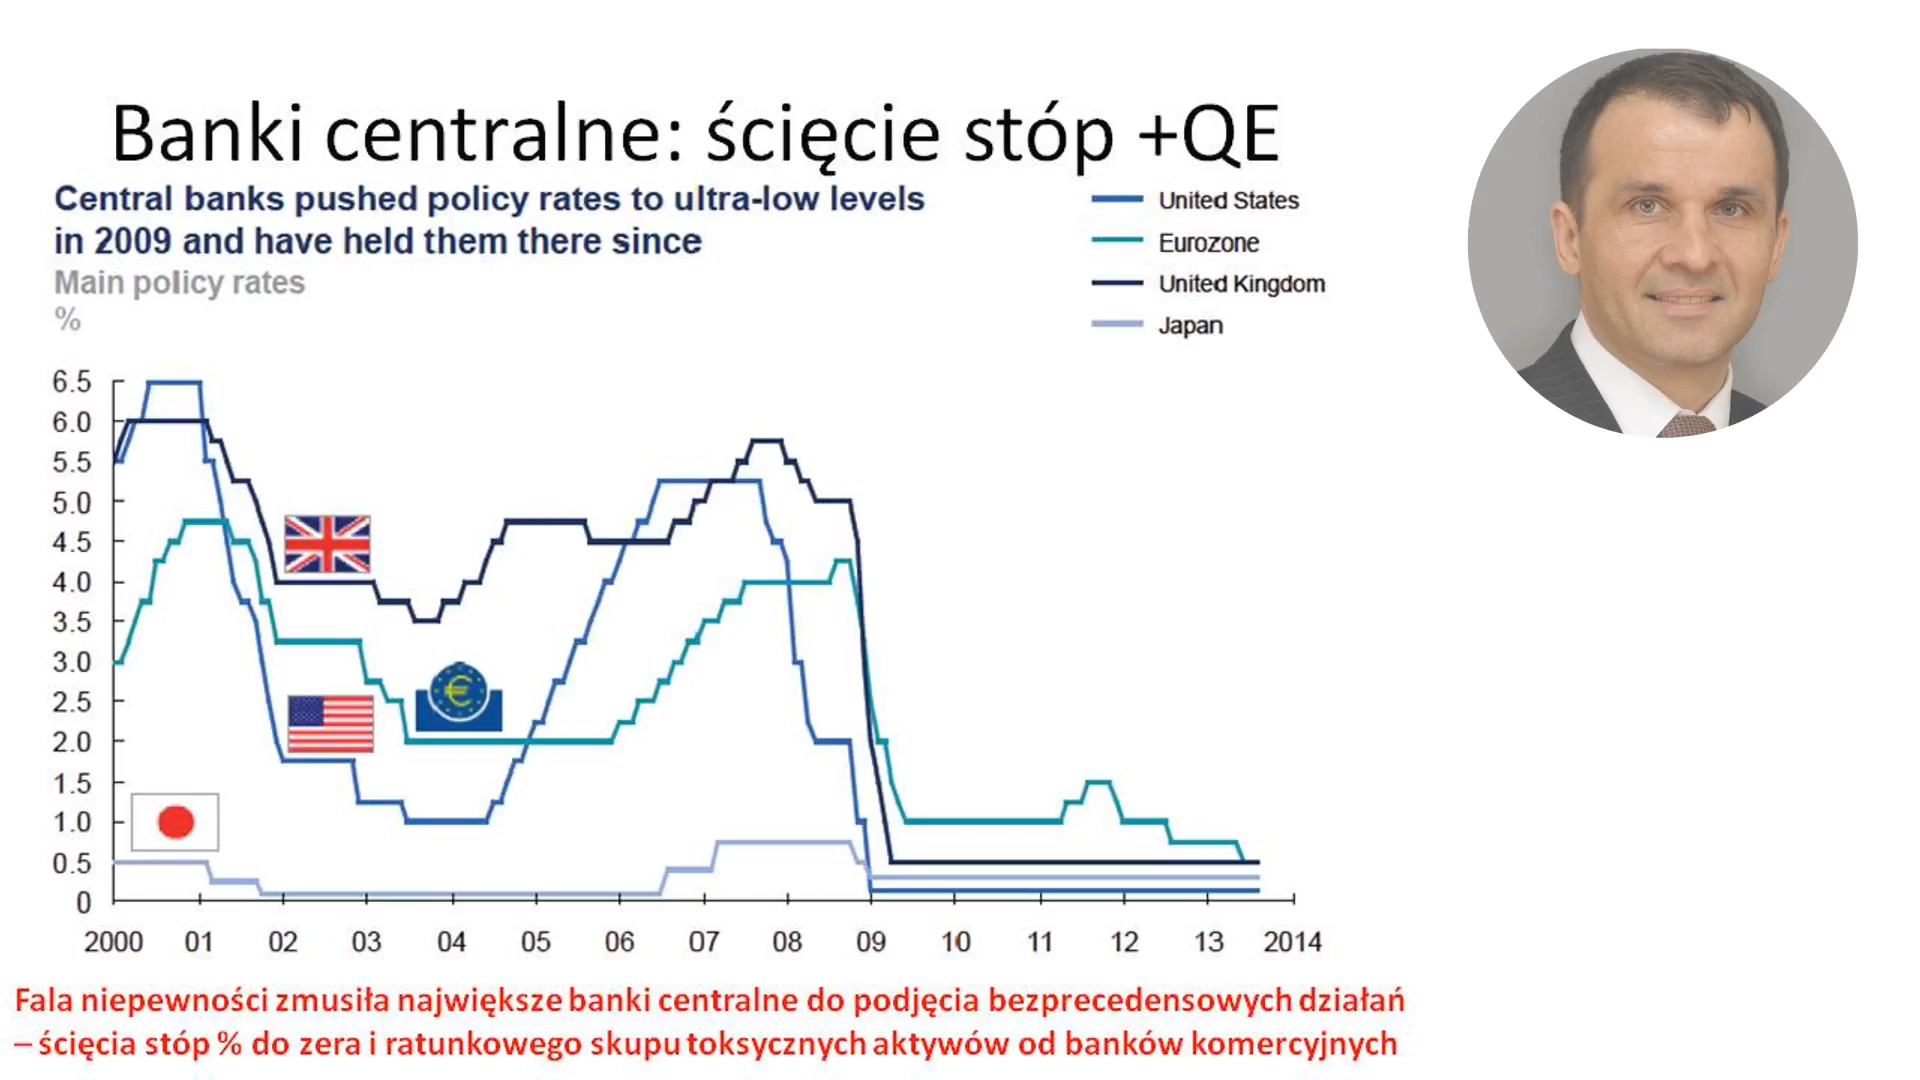 Banki centralne: ścięcie stóp +QE
Central banks pushed policy rates to ultra-low levels
in 2009 and have held them there since
Main policy rates
%
United States
Eurozone
United Kingdom
Japan
6.5
6.0
5.5
5.0
4.5
4.0
3.5
3.0
2.5
2.0
1.5
1.0
0.5
0
2000 01 02 03 04 05 06 07 08 09 10 11 12 13 2014
Fala niepewności zmusiła największe banki centralne do podjęcia bezprecedensowych działań
– ścięcia stóp % do zera i ratunkowego skupu toksycznych aktywów od banków komercyjnych